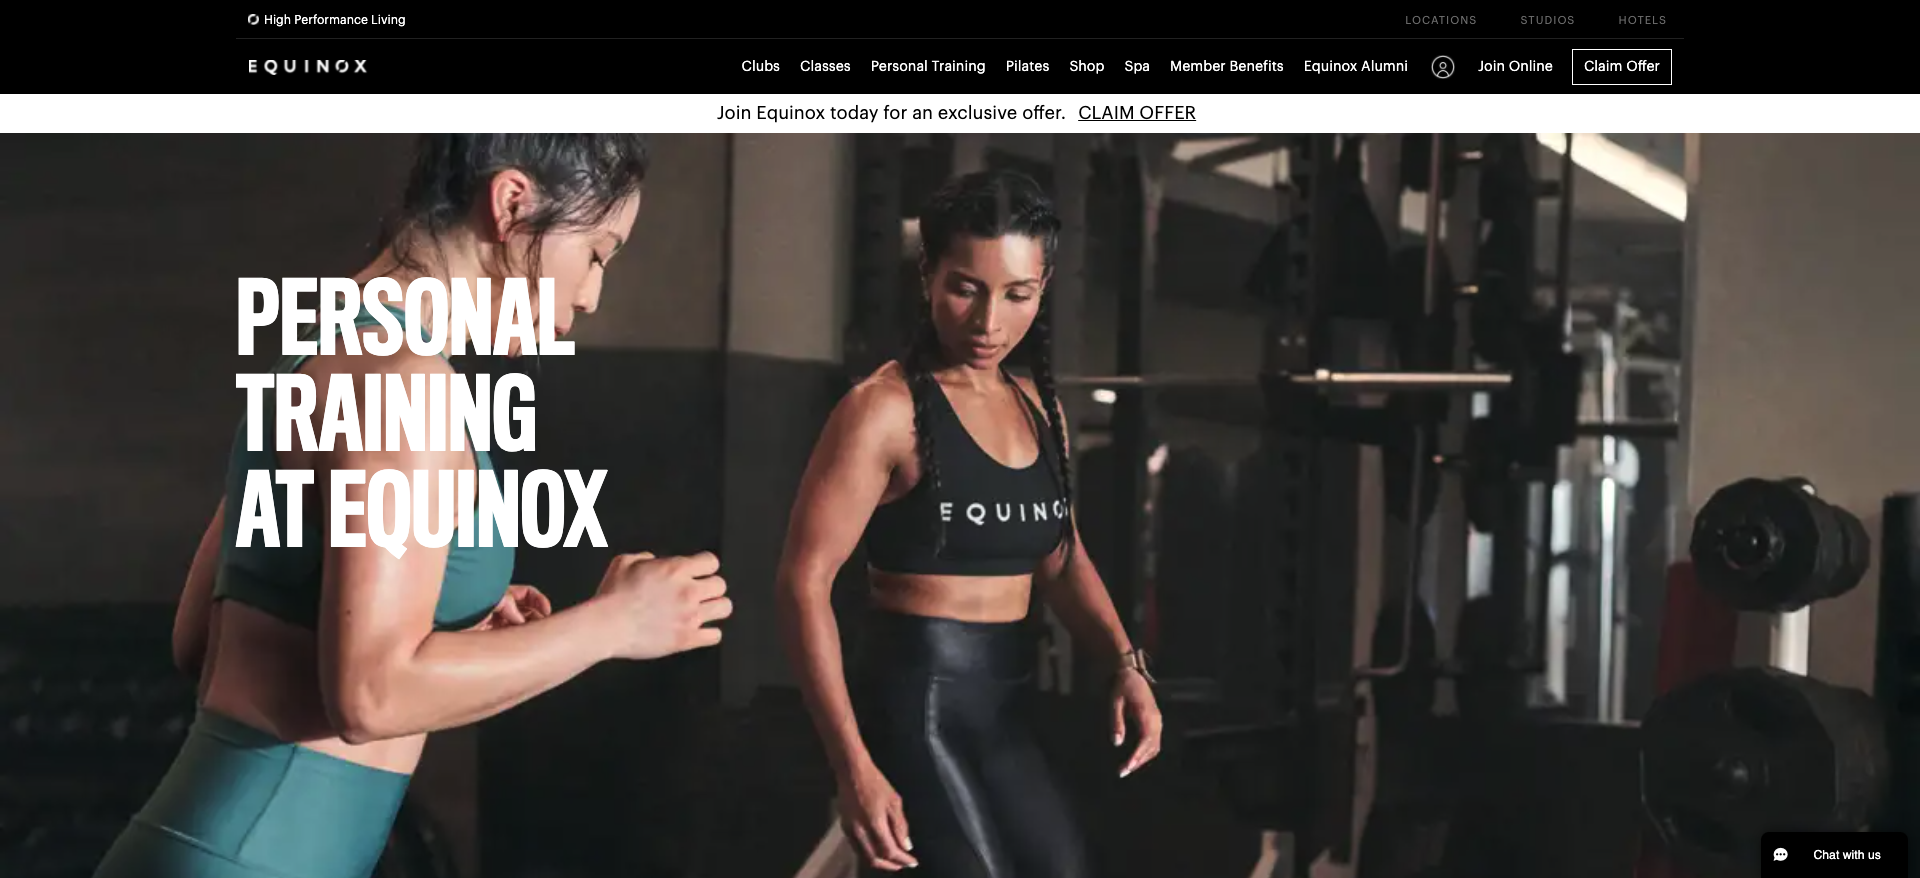 High Performance Living
LOCATIONS STUDIOS HOTELS
EQUINOX
Clubs Classes Personal Training Pilates Shop Spa Member Benefits Equinox Alumni Join Online Claim Offer
Join Equinox today for an exclusive offer. CLAIM OFFER
PERSONAL
TRAINING
AT EQUINOX
EQUINO
Chat with us